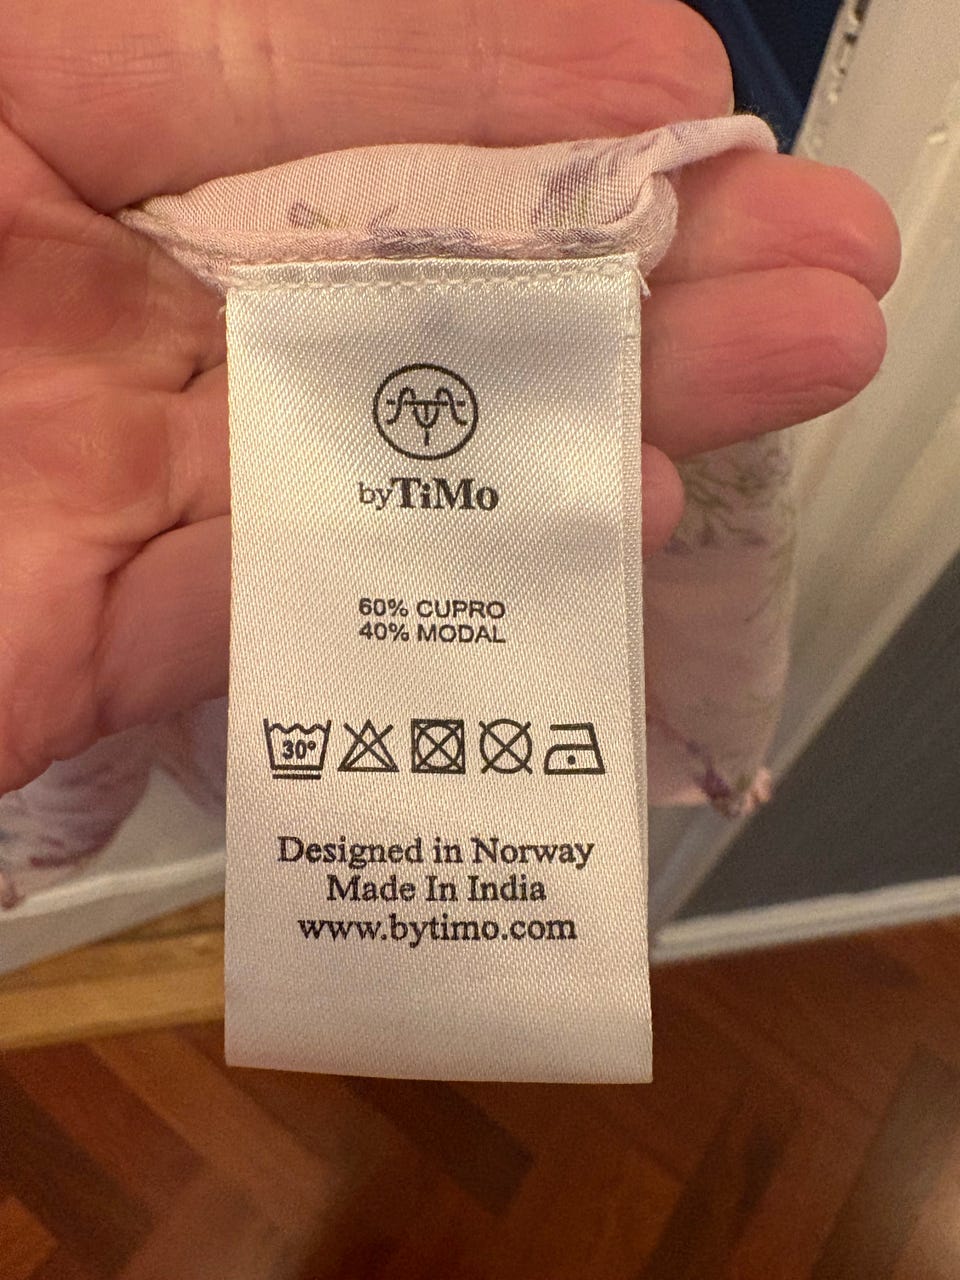 byTiMo
60% CUPRO
40% MODAL
30°
Designed in Norway
Made In India
www.bytimo.com